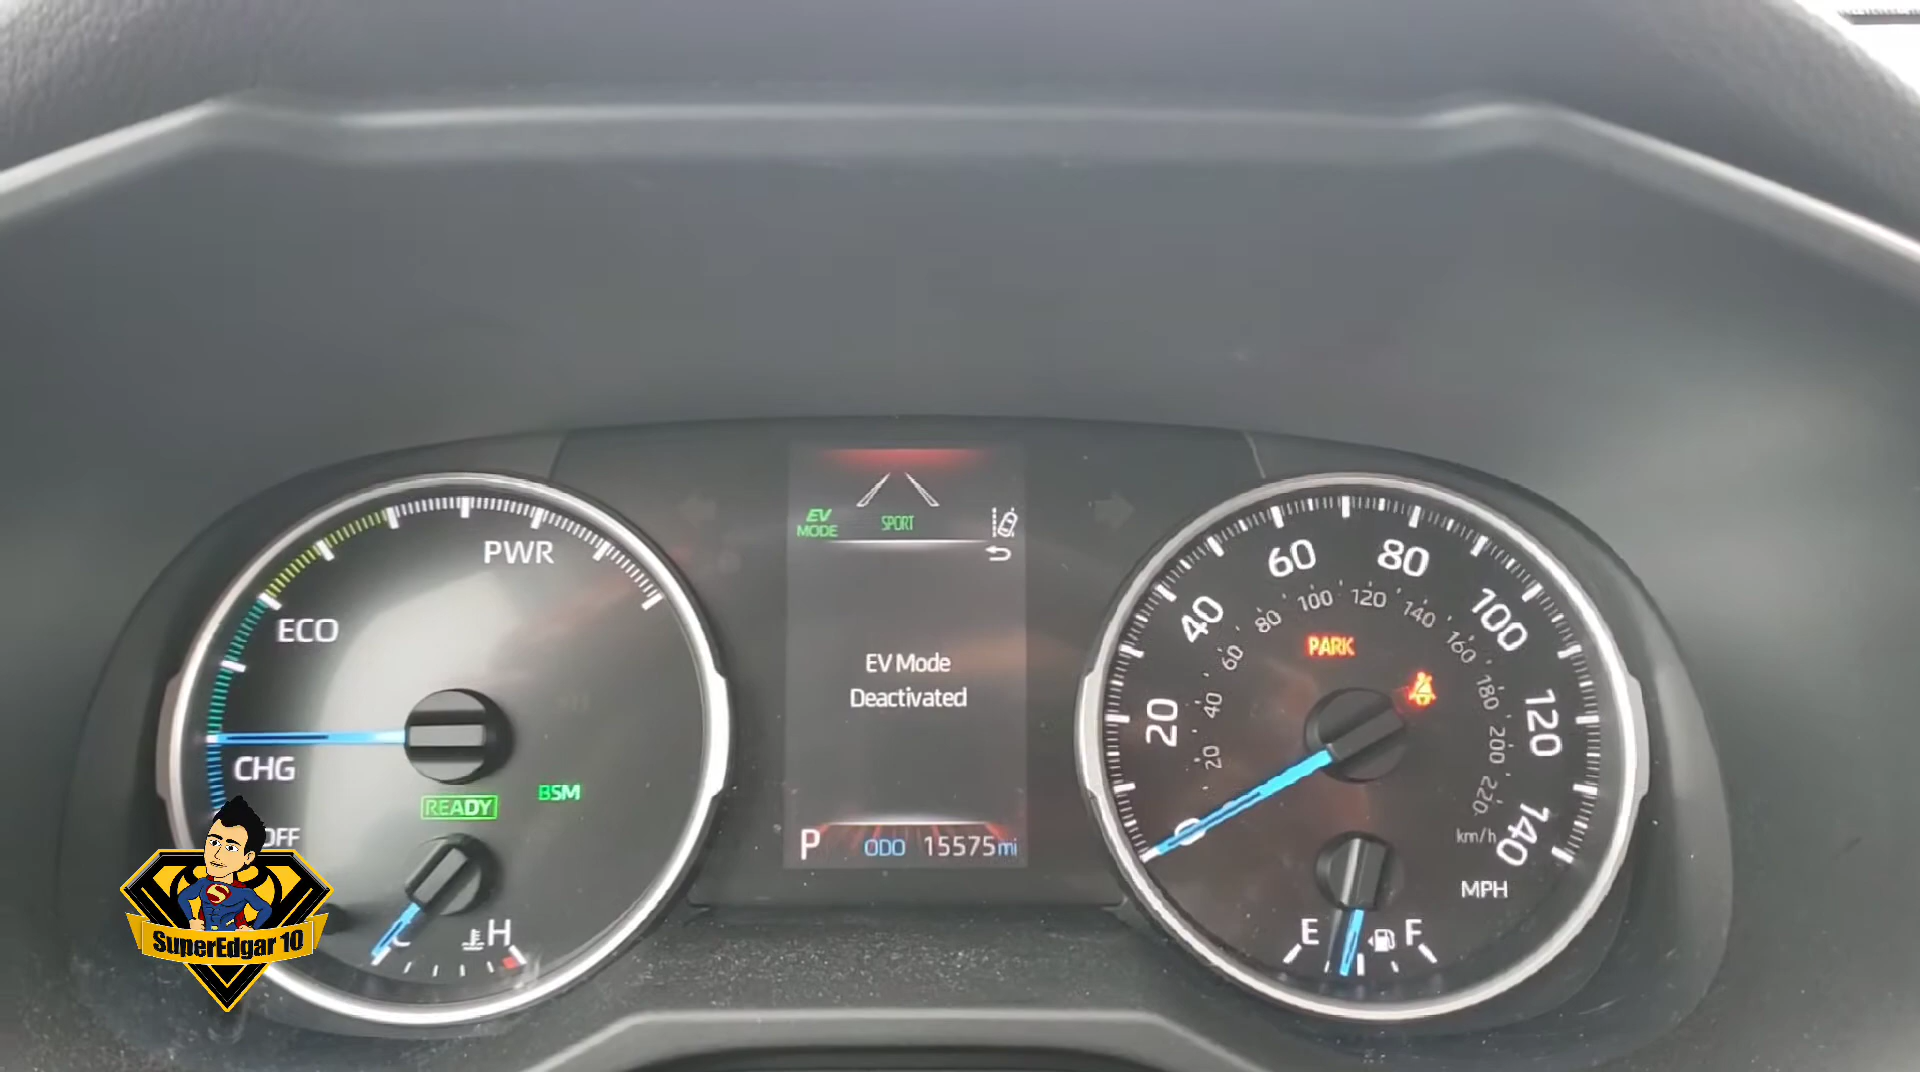 EV
MODE
SPORT
EV Mode
Deactivated
P ODO 15575mi
PWR
ECO
CHG
OFF
READY
BSM
C H
20
40
60
80
100
120
140
20
40
60
80
100
120
140
160
180
200
220
km/h
MPH
0
PARK
E F
SuperEdgar 10